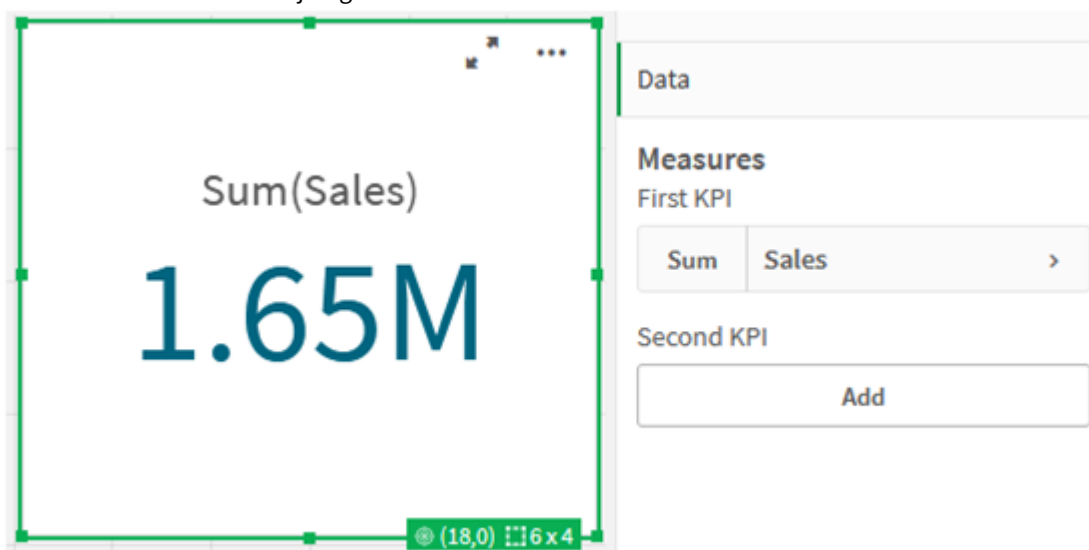 Sum(Sales)
1.65M
(18,0) 6 x 4
Data
Measures
First KPI
Sum Sales
Second KPI
Add